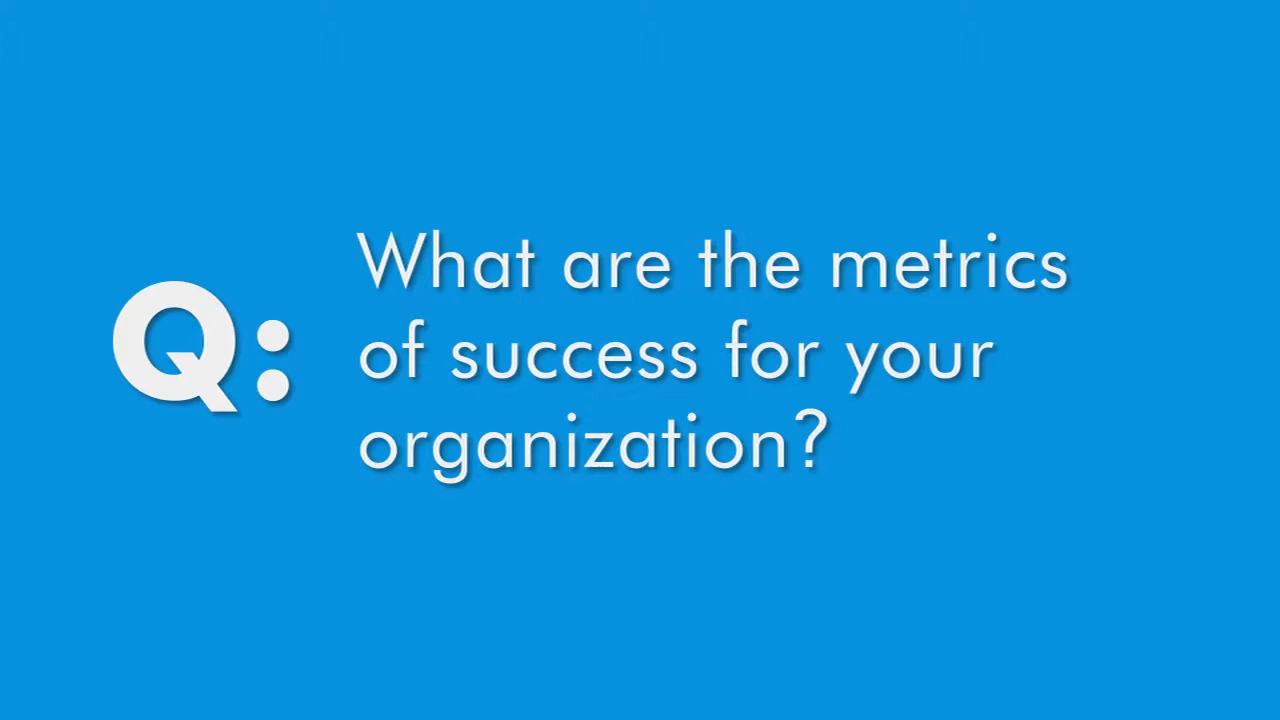 Q:
What are the metrics
of success for your
organization?